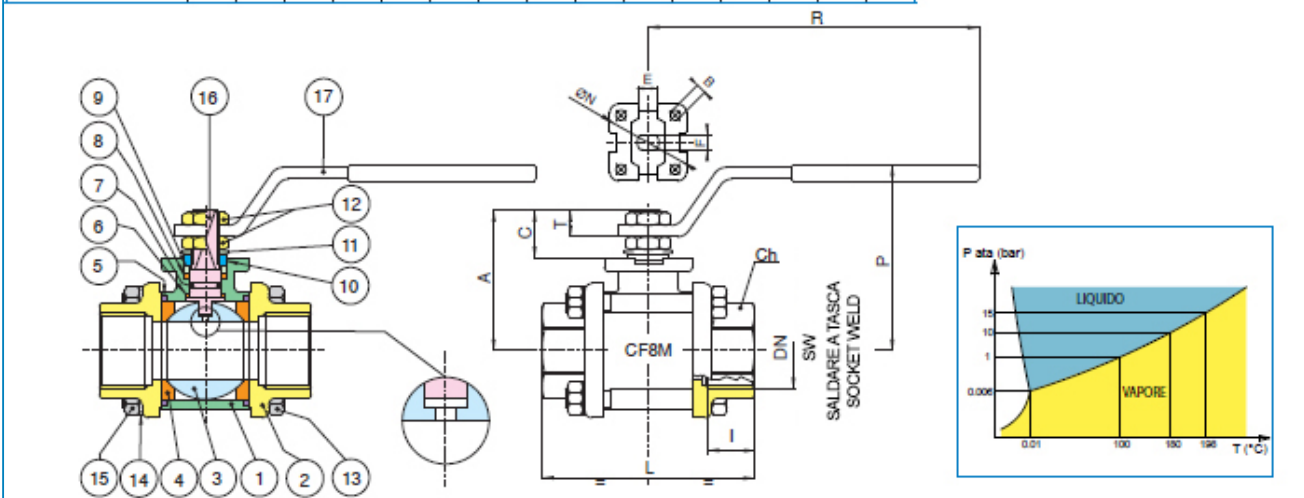 R
E
B
ØN
F
9
8
7
6
5
16
17
12
11
10
15
14
4
3
1
2
13
A
C
T
P
Ch
CF8M
DN
SW
SALDARE A TASCA
SOCKET WELD
I
L
=
=
P ata (bar)
LIQUIDO
15
10
1
0.006
VAPORE
0.01
100
180
198
T (°C)